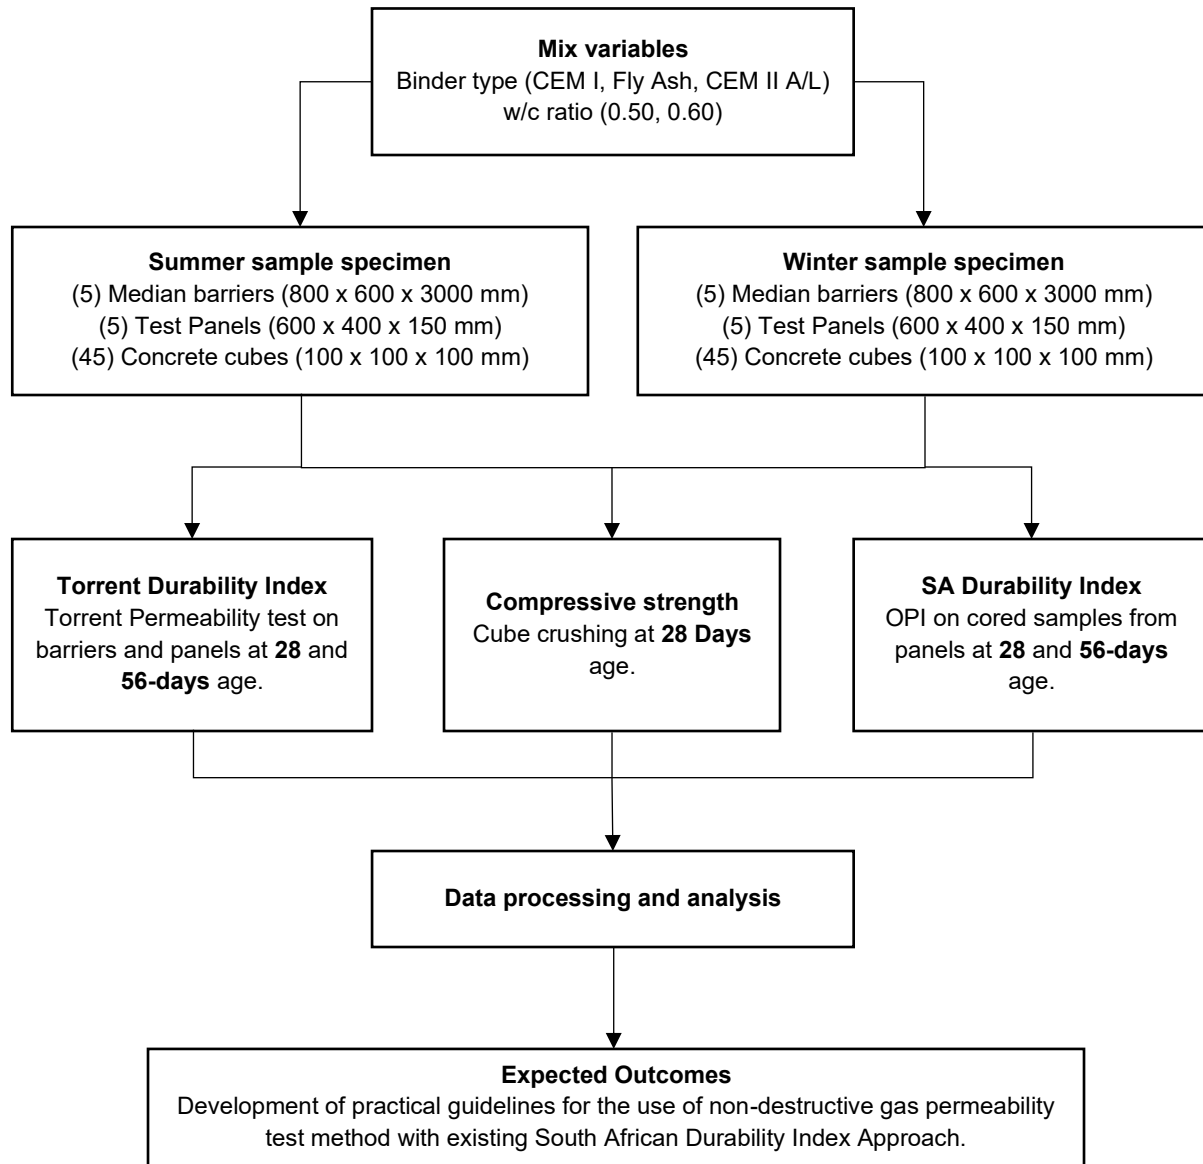 Mix variables
Binder type (CEM I, Fly Ash, CEM II A/L)
w/c ratio (0.50, 0.60)
Summer sample specimen
(5) Median barriers (800 x 600 x 3000 mm)
(5) Test Panels (600 x 400 x 150 mm)
(45) Concrete cubes (100 x 100 x 100 mm)
Winter sample specimen
(5) Median barriers (800 x 600 x 3000 mm)
(5) Test Panels (600 x 400 x 150 mm)
(45) Concrete cubes (100 x 100 x 100 mm)
Torrent Durability Index
Torrent Permeability test on
barriers and panels at 28 and
56-days age.
Compressive strength
Cube crushing at 28 Days
age.
SA Durability Index
OPI on cored samples from
panels at 28 and 56-days
age.
Data processing and analysis
Expected Outcomes
Development of practical guidelines for the use of non-destructive gas permeability
test method with existing South African Durability Index Approach.